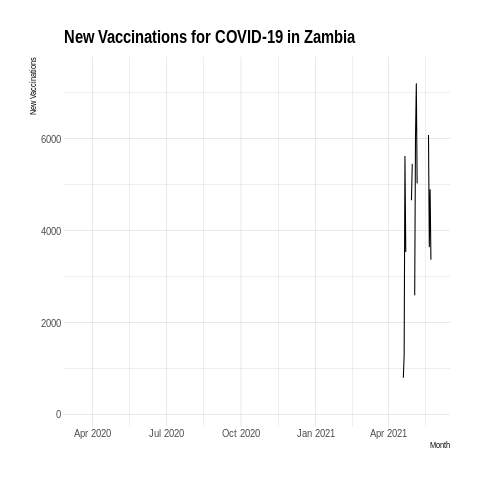 New Vaccinations for COVID-19 in Zambia
New Vaccinations
6000
4000
2000
0
Apr 2020
Jul 2020
Oct 2020
Jan 2021
Apr 2021
Month